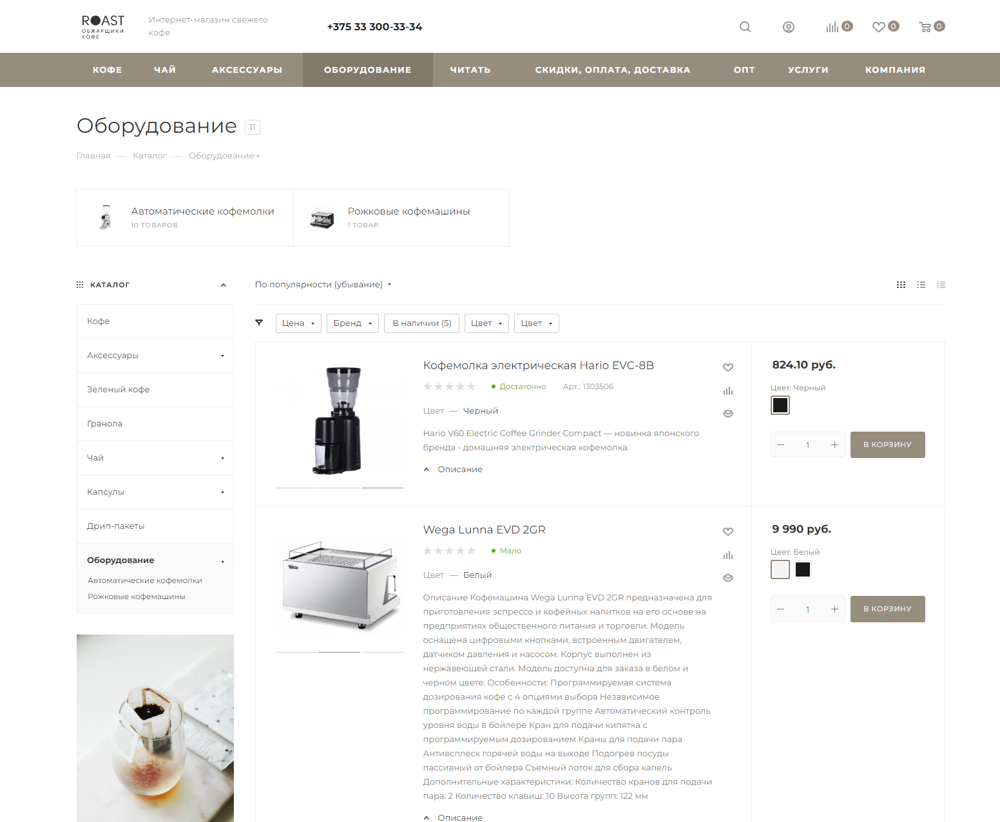 ROAST
ОБЖАРЩИКИ
КОФЕ
Интернет-магазин свежего
кофе
+375 33 300-33-34
0
0
0
КОФЕ
ЧАЙ
АКСЕССУАРЫ
ОБОРУДОВАНИЕ
ЧИТАТЬ
СКИДКИ, ОПЛАТА, ДОСТАВКА
ОПТ
УСЛУГИ
КОМПАНИЯ
Оборудование 11
Главная — Каталог — Оборудование
Автоматические кофемолки
10 ТОВАРОВ
Рожковые кофемашины
1 ТОВАР
КАТАЛОГ
Кофе
Аксессуары
Зеленый кофе
Гранола
Чай
Капсулы
Дрип-пакеты
Оборудование
Автоматические кофемолки
Рожковые кофемашины
По популярности (убывание)
Цена
Бренд
В наличии (5)
Цвет
Цвет
Кофемолка электрическая Hario EVC-8B
Достаточно
Арт.: 1303506
Цвет — Черный
Hario V60 Electric Coffee Grinder Compact — новинка японского
бренда - домашняя электрическая кофемолка.
Описание
824.10 руб.
Цвет: Черный
1
В КОРЗИНУ
WEGA
Wega Lunna EVD 2GR
Мало
Цвет — Белый
Описание Кофемашина Wega Lunna EVD 2GR предназначена для
приготовления эспрессо и кофейных напитков на его основе на
предприятиях общественного питания и торговли. Модель
оснащена цифровыми кнопками, встроенным двигателем,
датчиком давления и насосом. Корпус выполнен из
нержавеющей стали. Модель доступна для заказа в белом и
черном цвете. Особенности: Программируемая система
дозирования кофе с 4 опциями выбора Независимое
программирование по каждой группе Автоматический контроль
уровня воды в бойлере Кран для подачи кипятка с
программируемым дозированием Краны для подачи пара
Антивсплеск горячей воды на выходе Подогрев посуды
пассивный от бойлера Съемный лоток для сбора капель
Дополнительные характеристики: Количество кранов для подачи
пара: 2 Количество клавиш: 10 Высота групп: 122 мм
Описание
9 990 руб.
Цвет: Белый
1
В КОРЗИНУ